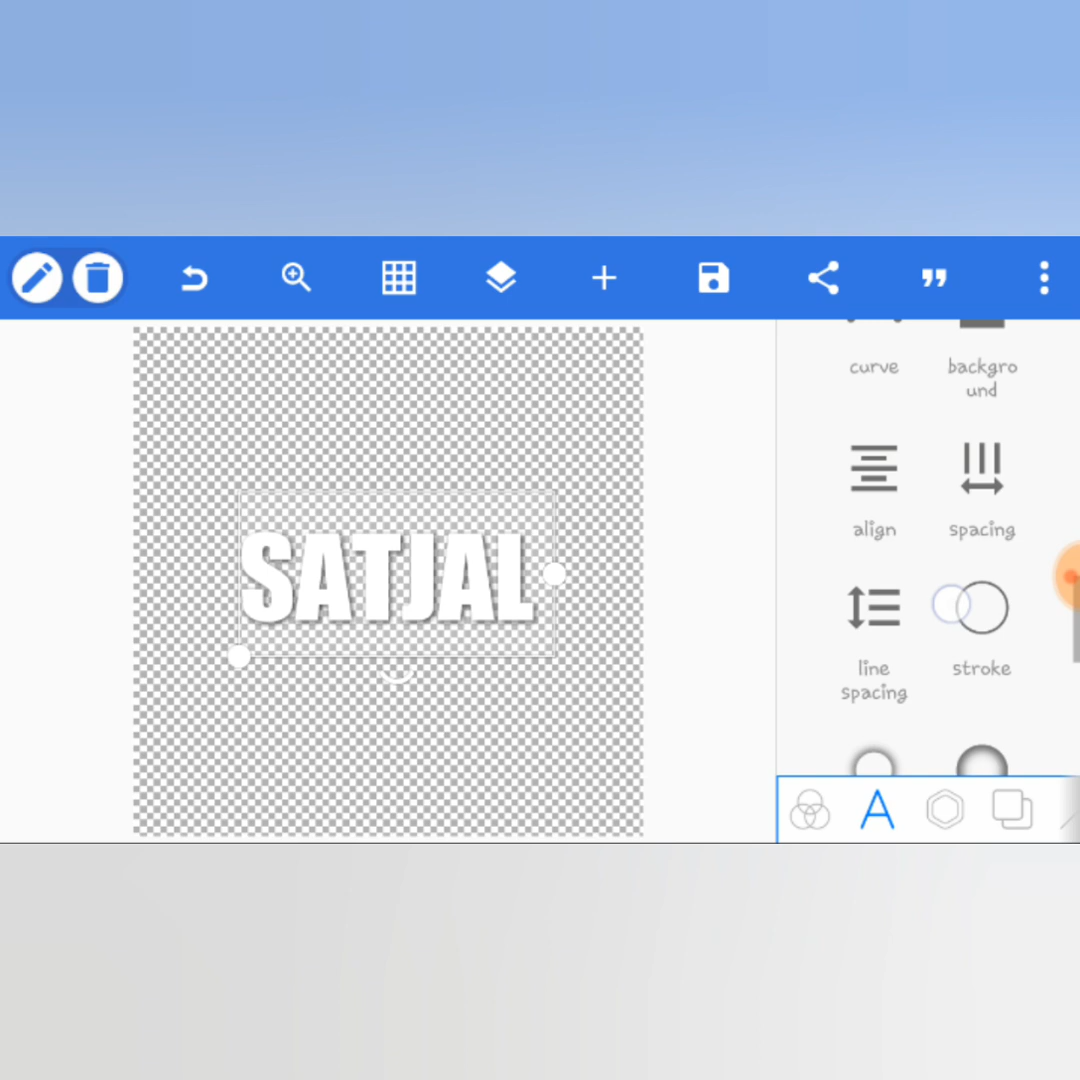 curve
backgro
und
SATJAL
align
spacing
line
spacing
stroke
A